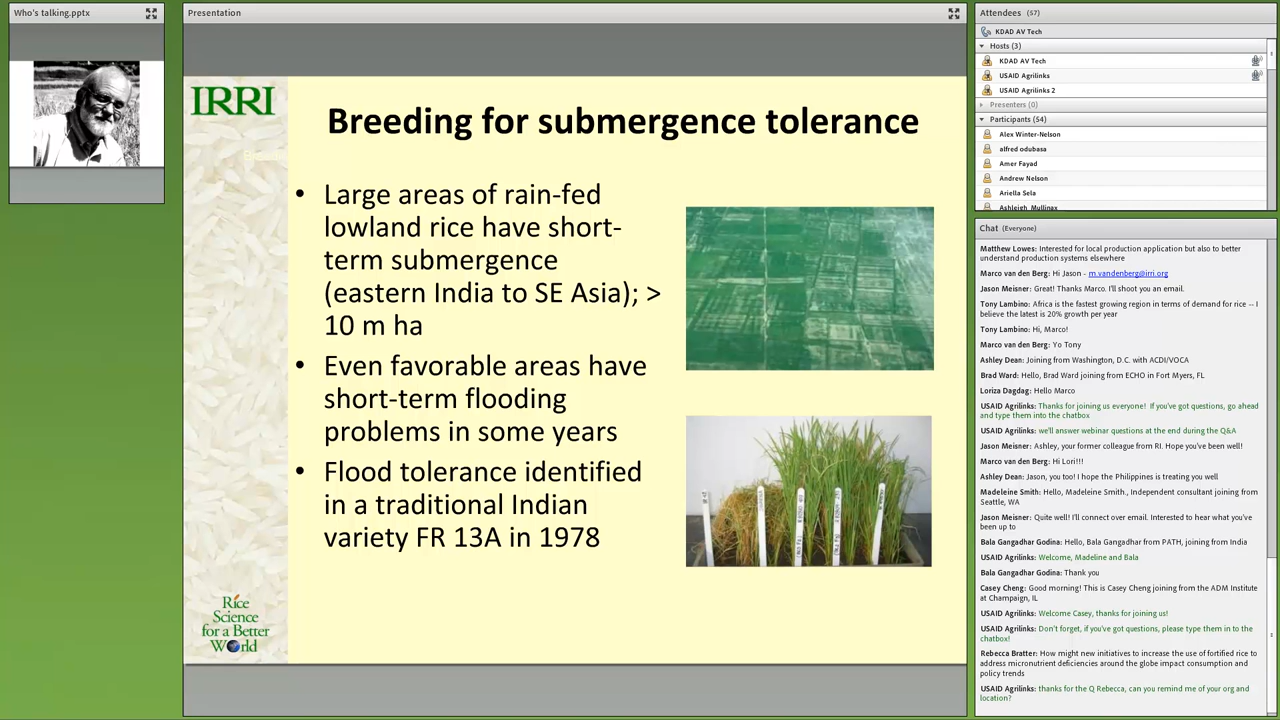 Who's talking.pptx
Presentation
IRRI
Breeding for submergence tolerance
• Large areas of rain-fed
lowland rice have short-
term submergence
(eastern India to SE Asia); >
10 m ha
• Even favorable areas have
short-term flooding
problems in some years
• Flood tolerance identified
in a traditional Indian
variety FR 13A in 1978
Rice
Science
for a Better
World
Attendees (57)
KDAD AV Tech
Hosts (3)
KDAD AV Tech
USAID Agrilinks
USAID Agrilinks 2
Presenters (0)
Participants (54)
Alex Winter-Nelson
alfred odubasa
Amer Fayad
Andrew Nelson
Ariella Sela
Ashleigh Mullinax
Chat (Everyone)
Matthew Lowes: Interested for local production application but also to better
understand production systems elsewhere
Marco van den Berg: Hi Jason - m.vandenberg@irri.org
Jason Meisner: Great! Thanks Marco. I'll shoot you an email.
Tony Lambino: Africa is the fastest growing region in terms of demand for rice -- I
believe the latest is 20% growth per year
Tony Lambino: Hi, Marco!
Marco van den Berg: Yo Tony
Ashley Dean: Joining from Washington, D.C. with ACDI/VOCA
Brad Ward: Hello, Brad Ward joining from ECHO in Fort Myers, FL
Loriza Dagdag: Hello Marco
USAID Agrilinks: Thanks for joining us everyone! If you've got questions, go ahead
and type them into the chatbox
USAID Agrilinks: we'll answer webinar questions at the end during the Q&A
Jason Meisner: Ashley, your former colleague from RI. Hope you've been well!
Marco van den Berg: Hi Lori!!!
Ashley Dean: Jason, you too! I hope the Philippines is treating you well
Madeleine Smith: Hello, Madeline Smith., Independent consultant joining from
Seattle, WA
Jason Meisner: Quite well! I'll connect over email. Interested to hear what you've
been up to
Bala Gangadhar Godina: Hello, Bala Gangadhar from PATH, joining from India
USAID Agrilinks: Welcome, Madeline and Bala
Bala Gangadhar Godina: Thank you
Casey Cheng: Good morning! This is Casey Cheng joining from the ADM Institute
at Champaign, IL
USAID Agrilinks: Welcome Casey, thanks for joining us!
USAID Agrilinks: Don't forget, if you've got questions, please type them in to the
chatbox!
Rebecca Bratter: How might new initiatives to increase the use of fortified rice to
address micronutrient deficiencies around the globe impact consumption and
policy trends
USAID Agrilinks: thanks for the Q Rebecca, can you remind me of your org and
location?